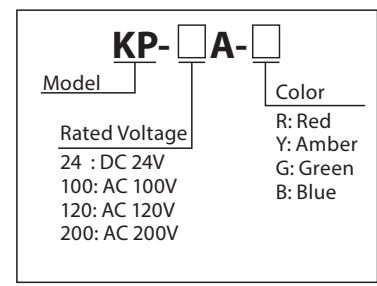 KP-□A-□
Model
Rated Voltage
24 : DC 24V
100: AC 100V
120: AC 120V
200: AC 200V
Color
R: Red
Y: Amber
G: Green
B: Blue